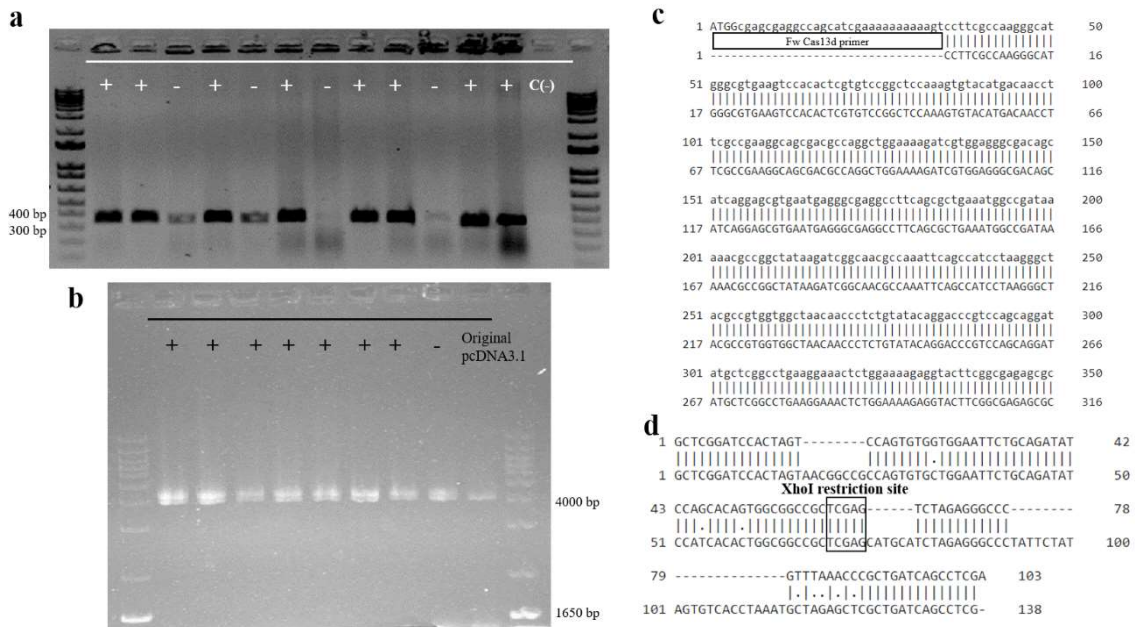 a
+ + - + - + - + + - + + C(-)
400 bp
300 bp
b
+ + + + + + + - Original
pcDNA3.1
4000 bp
1650 bp
c
1 ATGGcgagcgaggccagcatcgaaaaaaaaaaagtccttcgccaagggcat 50
Fw Cas13d primer
1 ----------------------------------CCTTCGCCAAGGGCAT 16
51 gggcgtgaagtccacactcgtgtccggctccaaagtgtacatgacaacct 100
17 GGGCGTGAAGTCCACACTCGTGTCCGGCTCCAAAGTGTACATGACAACCT 66
101 tcgccgaaggcagcgacgccaggctggaaaagatcgtggagggcgacagc 150
67 TCGCCGAAGGCAGCGACGCCAGGCTGGAAAAGATCGTGGAGGGCGACAGC 116
151 atcaggagcgtgaatgagggcgaggccttcagcgctgaaatggccgataa 200
117 ATCAGGAGCGTGAATGAGGGCGAGGCCTTCAGCGCTGAAATGGCCGATAA 166
201 aaacgccggctataagatcggcaacgccaaattcagccatcctaagggct 250
167 AAACGCCGGCTATAAGATCGGCAACGCCAAATTCAGCCATCCTAAGGGCT 216
251 acgccgtggtggctaacaaccctctgtatacaggacccgtccagcaggat 300
217 ACGCCGTGGTGGCTAACAACCCTCTGTATACAGGACCCGTCCAGCAGGAT 266
301 atgctcggcctgaaggaaactctggaaaagaggtacttcggcgagagcgc 350
267 ATGCTCGGCCTGAAGGAAACTCTGGAAAAGAGGTACTTCGGCGAGAGCGC 316
d
1 GCTCGGATCCACTAGT--------CCAGTGTGGTGGAATTCTGCAGATAT 42
1 GCTCGGATCCACTAGTAACGGCCGCCAGTGTGCTGGAATTCTGCAGATAT 50
XhoI restriction site
43 CCAGCACAGTGGCGGCCGCTCGAG------TCTAGAGGGCCC-------- 78
51 CCATCACACTGGCGGCCGCTCGAGCATGCATCTAGAGGGCCCTATTCTAT 100
79 --------------GTTTAAACCCGCTGATCAGCCTCGA 103
101 AGTGTCACCTAAATGCTAGAGCTCGCTGATCAGCCTCG- 138